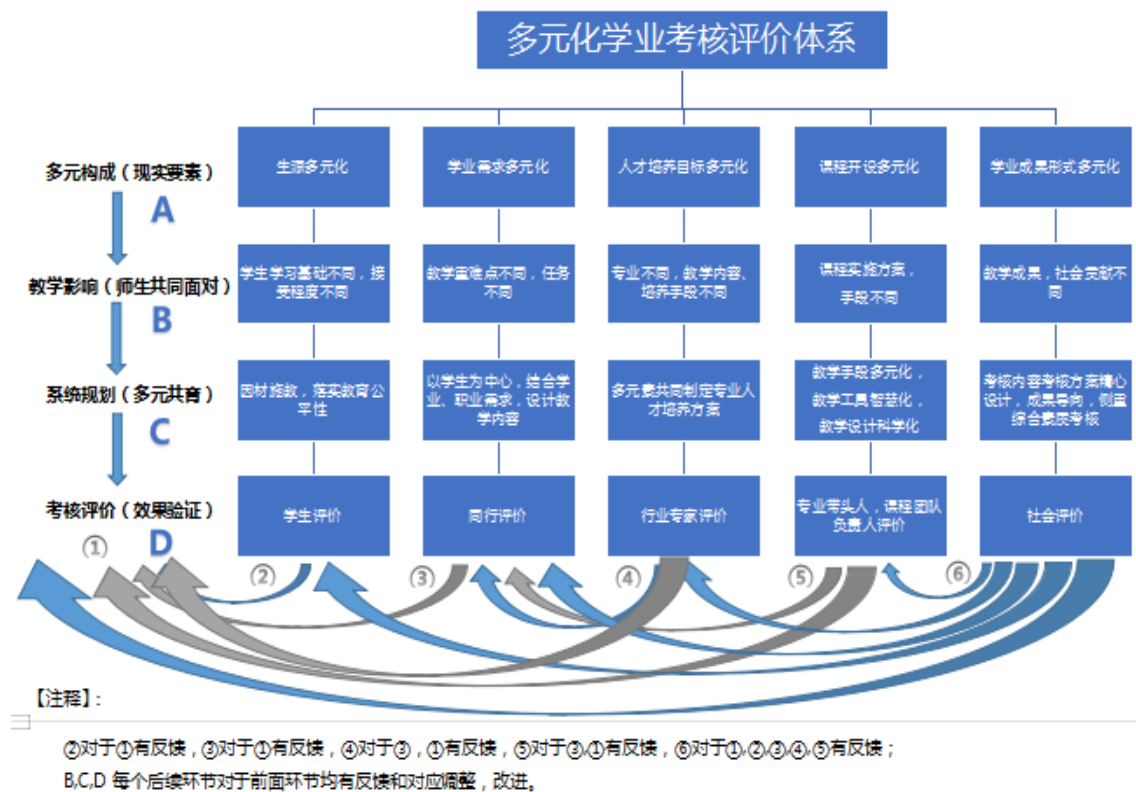 多元化学业考核评价体系
多元构成（现实要素）
生源多元化
学业需求多元化
人才培养目标多元化
课程开设多元化
学业成果形式多元化
A
教学影响（师生共同面对）
学生学习基础不同，接
受程度不同
教学重难点不同，任务
不同
专业不同，教学内容、
培养手段不同
课程实施方案，
手段不同
教学成果，社会贡献不
同
B
系统规划（多元共育）
因材施教，落实教育公
平性
以学生为中心，结合学
业、职业需求，设计教
学内容
多元素共同制定专业人
才培养方案
教学手段多元化，
教学工具智慧化，
教学设计科学化
考核内容考核方案精心
设计，成果导向，侧重
综合素质考核
C
考核评价（效果验证）
学生评价
同行评价
行业专家评价
专业带头人，课程团队
负责人评价
社会评价
D
①
②
③
④
⑤
⑥
【注释】：
②对于①有反馈，③对于①有反馈，④对于③，①有反馈，⑤对于③,①有反馈，⑥对于①,②,③,④,⑤有反馈；
B,C,D 每个后续环节对于前面环节均有反馈和对应调整，改进。